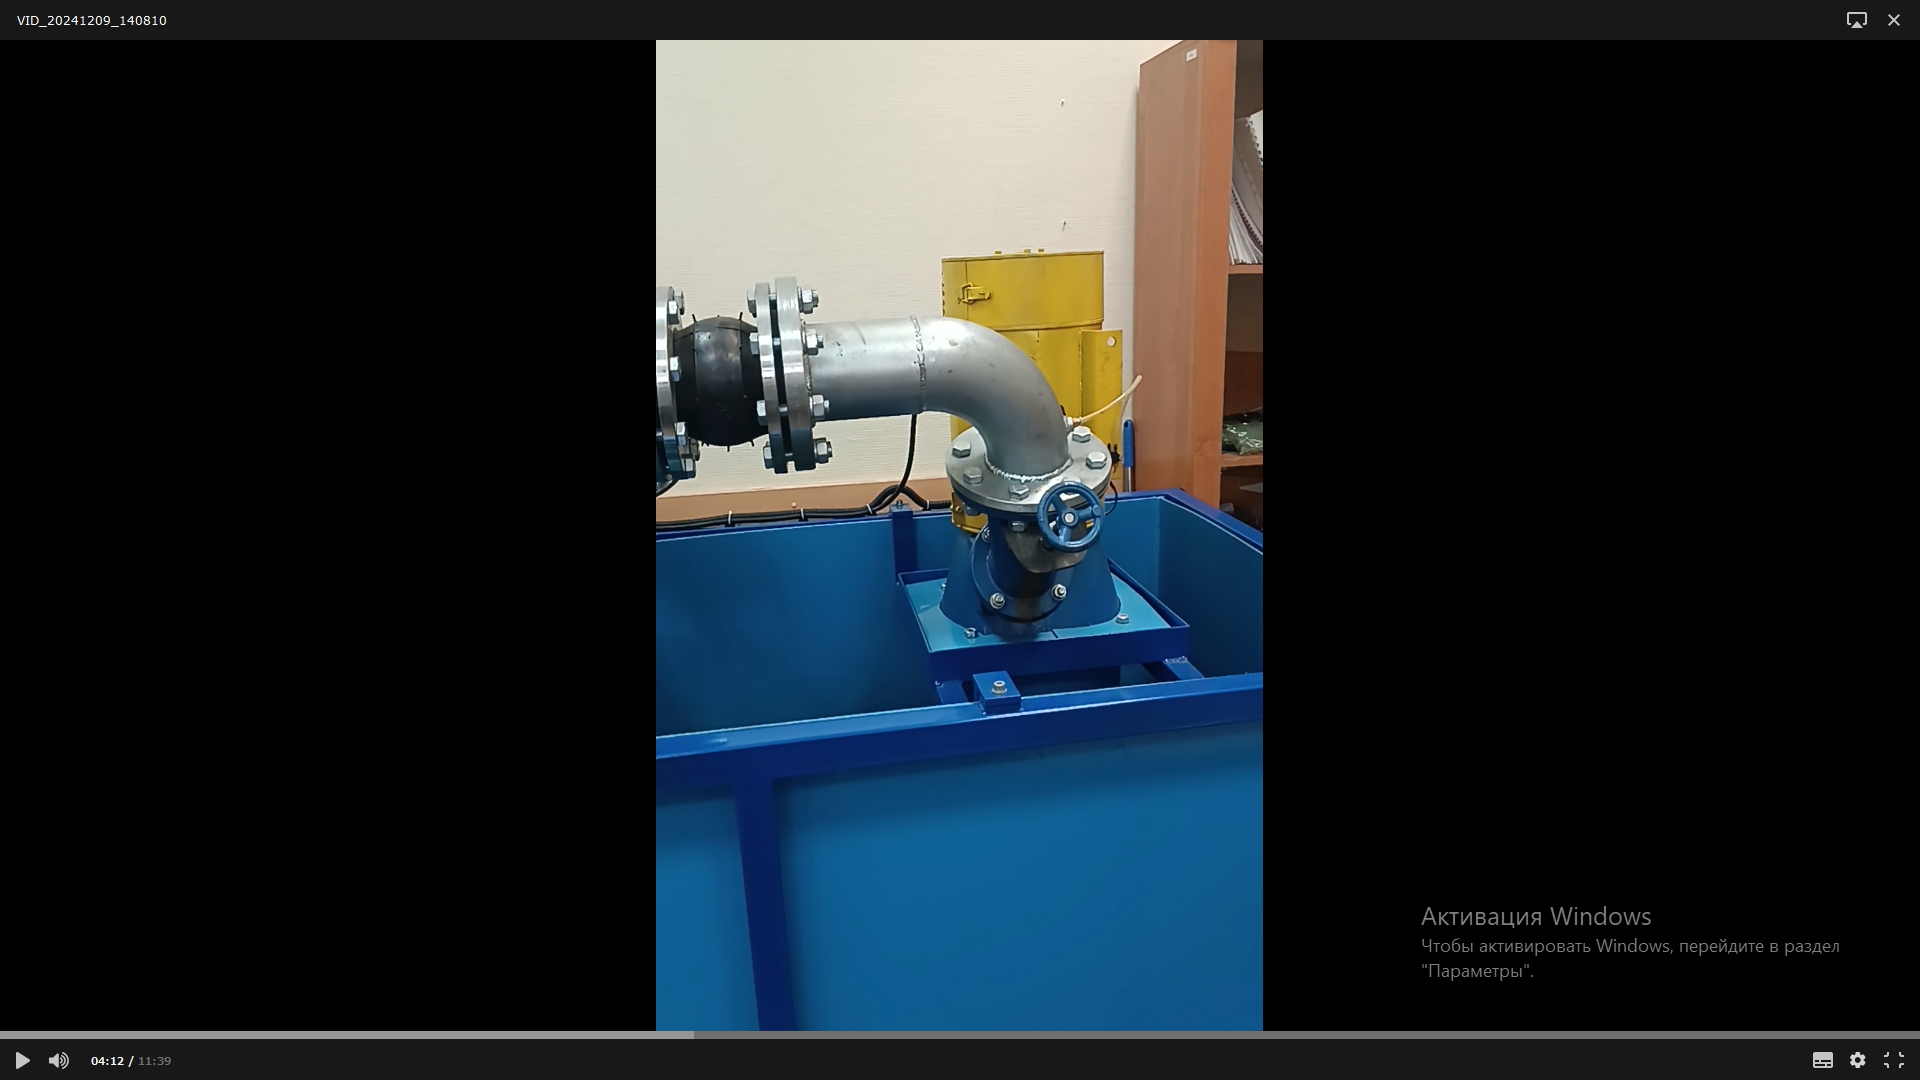 VID_20241209_140810
Активация Windows
Чтобы активировать Windows, перейдите в раздел
"Параметры".
04:12 / 11:39